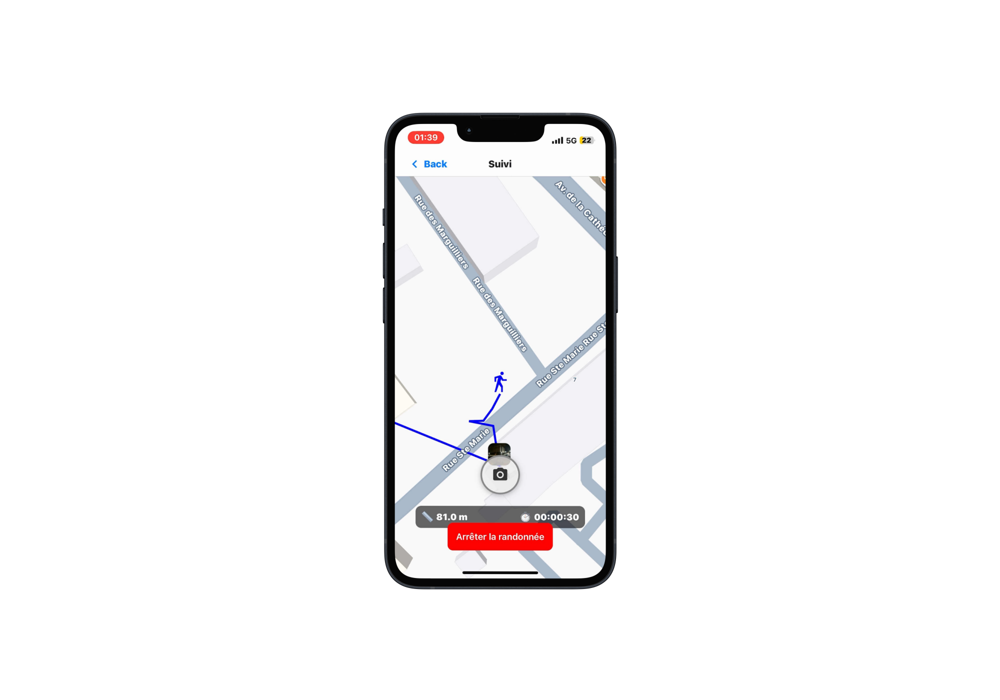 01:39
5G 22
Back
Suivi
Av. de la Cathé
Rue des Marguilliers
Rue des Marguilliers
Rue Ste Marie
Rue
7
Rue Ste Marie
81.0 m
00:00:30
Arrêter la randonnée